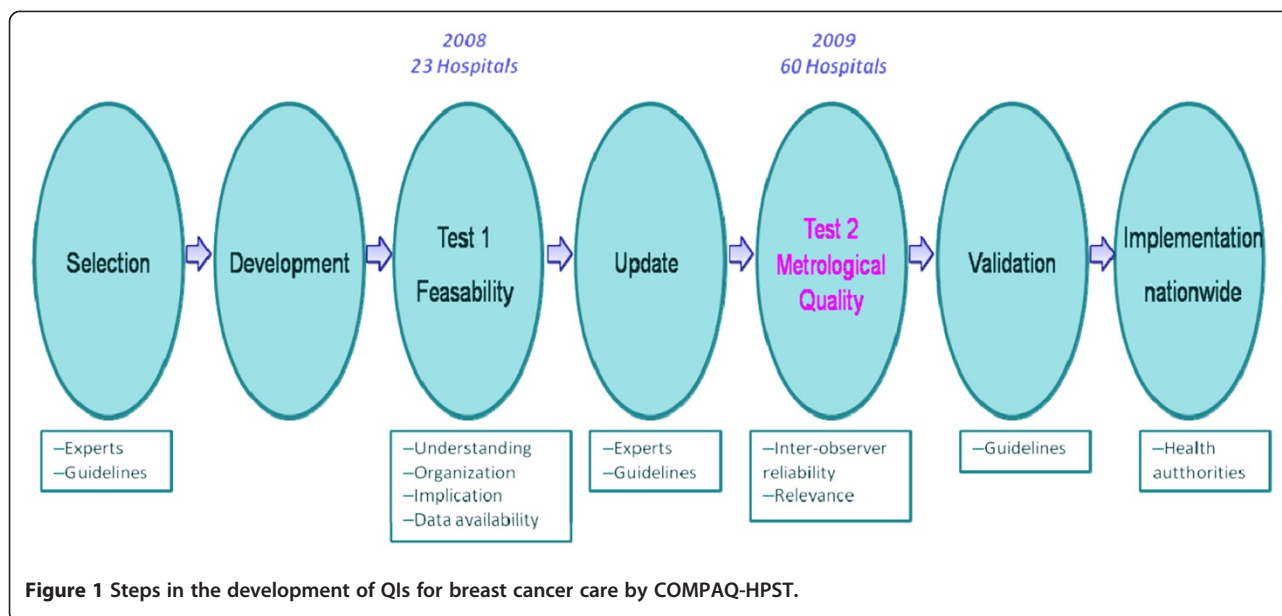 2008
23 Hospitals
2009
60 Hospitals
Selection
Development
Test 1
Feasability
Update
Test 2
Metrological
Quality
Validation
Implementation
nationwide
–Experts
–Guidelines
–Understanding
–Organization
–Implication
–Data availability
–Experts
–Guidelines
–Inter-observer
reliability
–Relevance
–Guidelines
–Health
autthorities
Figure 1 Steps in the development of QIs for breast cancer care by COMPAQ-HPST.